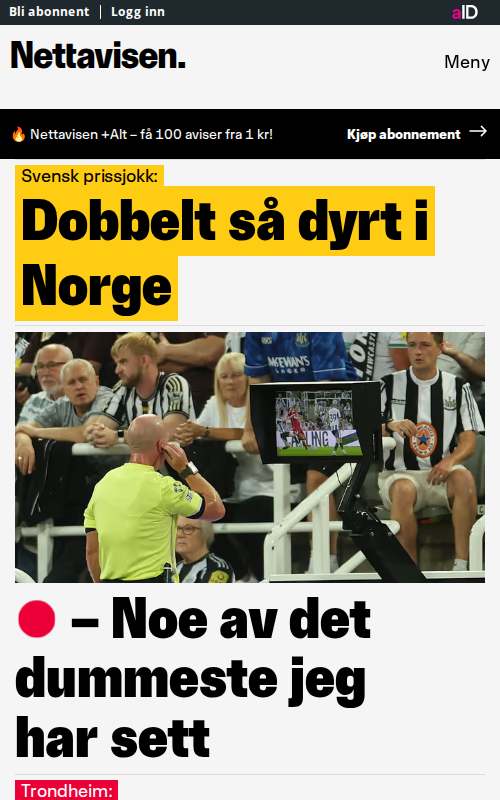 Bli abonnent | Logg inn
aID
Nettavisen.
Meny
🔥 Nettavisen +Alt – få 100 aviser fra 1 kr!
Kjøp abonnement →
Svensk prissjokk:
Dobbelt så dyrt i
Norge
McEWAN'S
LAGER
– Noe av det
dummeste jeg
har sett
Trondheim: